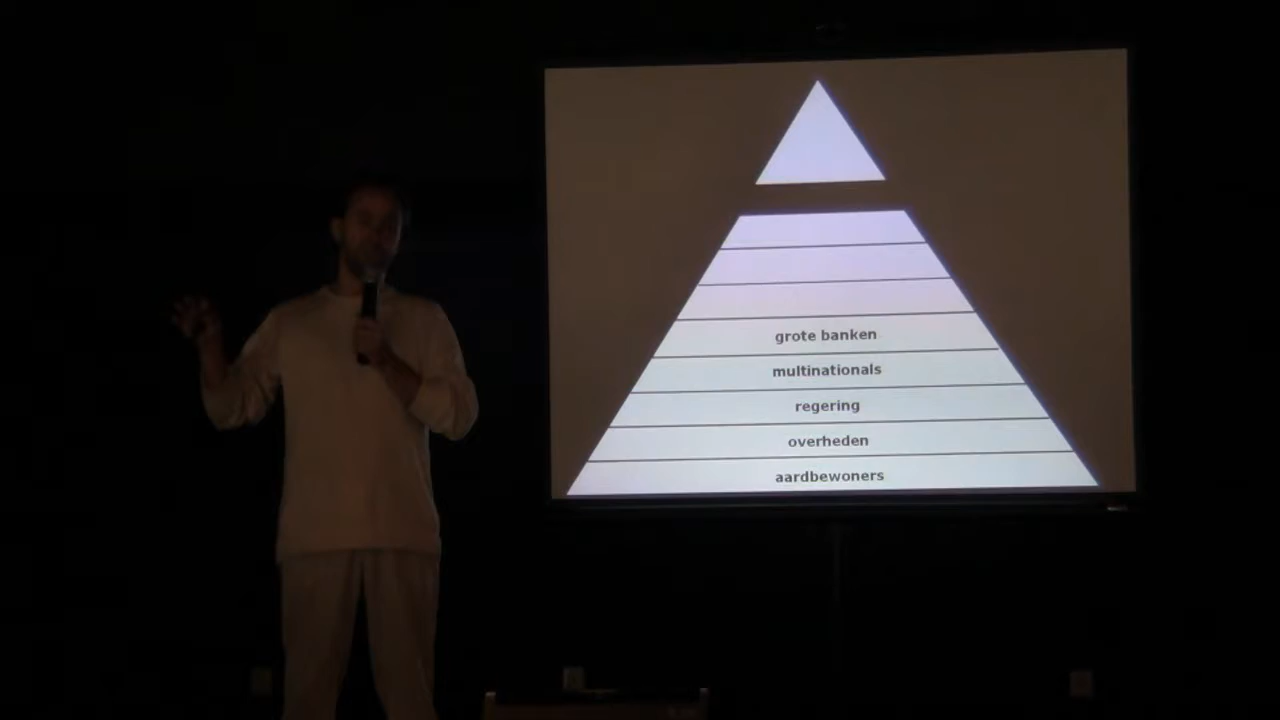 grote banken
multinationals
regering
overheden
aardbewoners